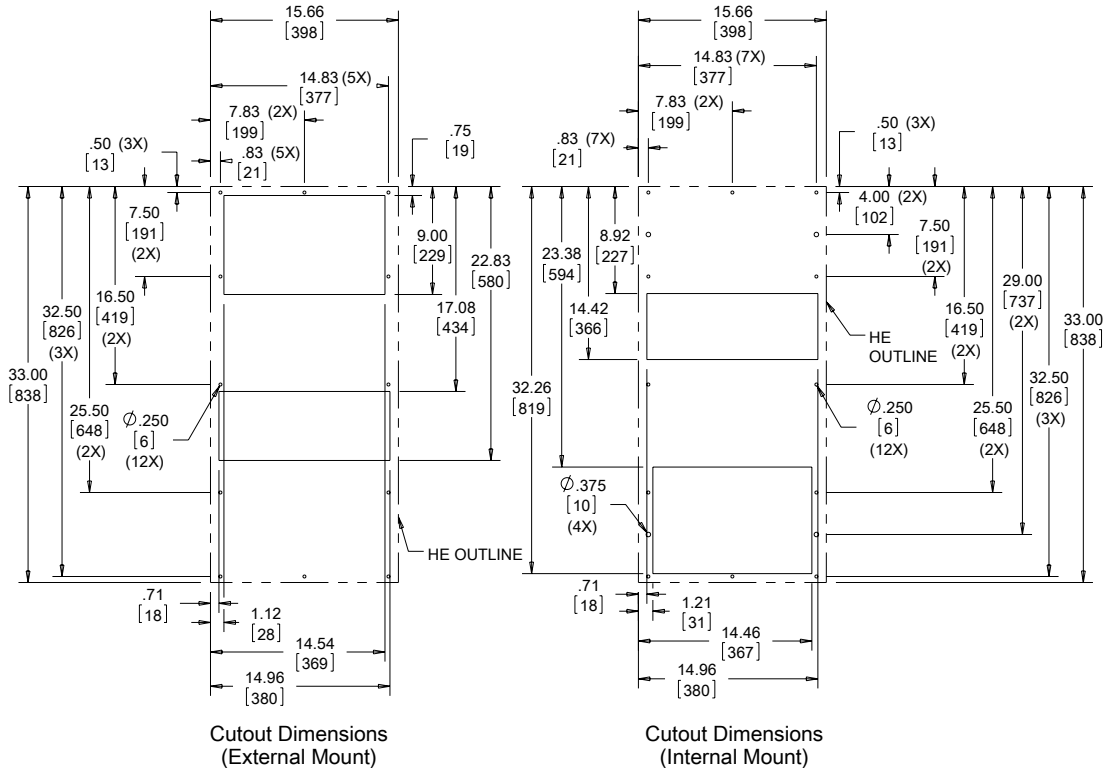 15.66
[398]
14.83 (5X)
[377]
7.83 (2X)
[199]
.50 (3X)
[13]
.83 (5X)
[21]
.75
[19]
7.50
[191]
(2X)
9.00
[229]
22.83
[580]
32.50
[826]
(3X)
16.50
[419]
(2X)
17.08
[434]
33.00
[838]
25.50
[648]
(2X)
Ø.250
[6]
(12X)
HE OUTLINE
.71
[18]
1.12
[28]
14.54
[369]
14.96
[380]
Cutout Dimensions
(External Mount)
15.66
[398]
14.83 (7X)
[377]
7.83 (2X)
[199]
.83 (7X)
[21]
.50 (3X)
[13]
4.00 (2X)
[102]
7.50
[191]
(2X)
8.92
[227]
23.38
[594]
14.42
[366]
29.00
[737]
(2X)
16.50
[419]
(2X)
33.00
[838]
HE
OUTLINE
32.26
[819]
32.50
[826]
(3X)
25.50
[648]
(2X)
Ø.250
[6]
(12X)
Ø.375
[10]
(4X)
.71
[18]
1.21
[31]
14.46
[367]
14.96
[380]
Cutout Dimensions
(Internal Mount)